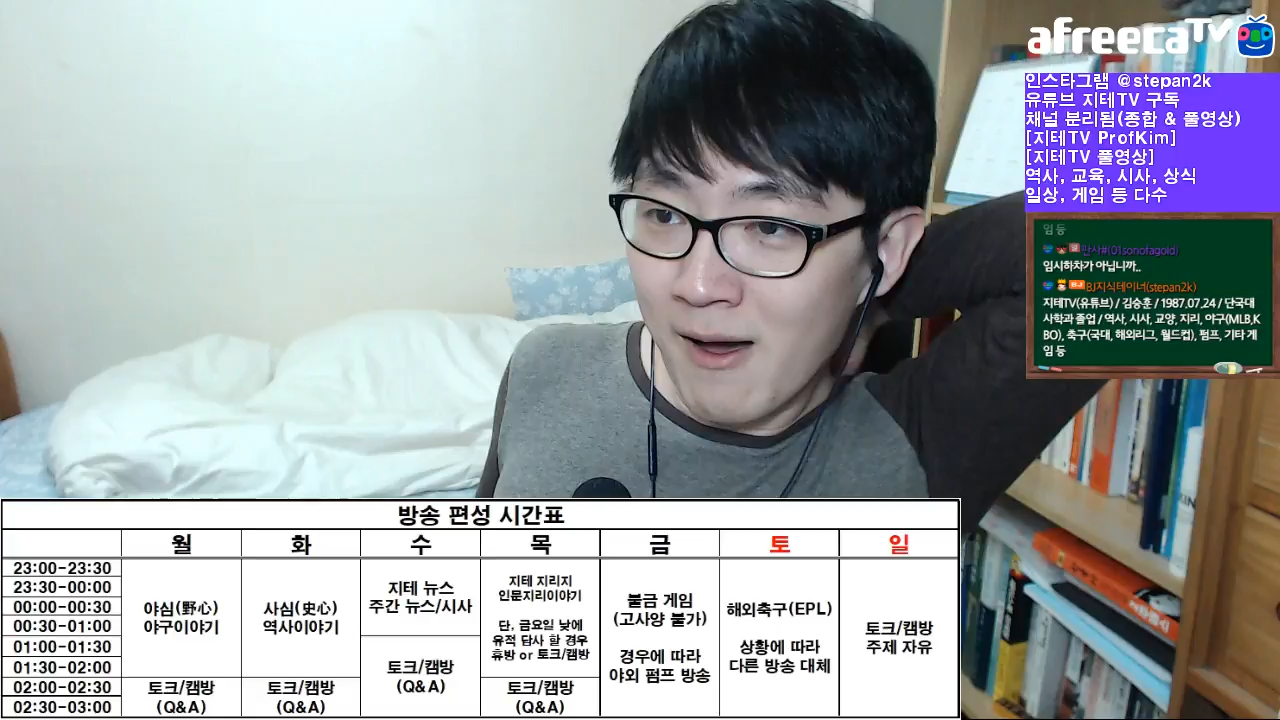 afreecaTV
인스타그램 @stepan2k
유튜브 지테TV 구독
채널 분리됨(종합 & 풀영상)
[지테TV ProfKim]
[지테TV 풀영상]
역사, 교육, 시사, 상식
일상, 게임 등 다수
임 등
판사#(01sonofagold)
임시하차가 아닙니까..
BJ지식테이너(stepan2k)
지테TV(유튜브) / 김승훈 / 1987.07.24 / 단국대
사학과 졸업 / 역사, 시사, 교양, 지리, 야구(MLB,K
BO), 축구(국대, 해외리그, 월드컵), 펌프, 기타 게
임 등
방송 편성 시간표
월 화 수 목 금 토 일
23:00-23:30
23:30-00:00
00:00-00:30
00:30-01:00
01:00-01:30
01:30-02:00
02:00-02:30
02:30-03:00
야심(野心)
야구이야기
토크/캠방
(Q&A)
사심(史心)
역사이야기
토크/캠방
(Q&A)
지테 뉴스
주간 뉴스/시사
토크/캠방
(Q&A)
지테 지리지
인문지리이야기
단, 금요일 낮에
유적 답사 할 경우
휴방 or 토크/캠방
토크/캠방
(Q&A)
불금 게임
(고사양 불가)
경우에 따라
야외 펌프 방송
해외축구(EPL)
상황에 따라
다른 방송 대체
토크/캠방
주제 자유